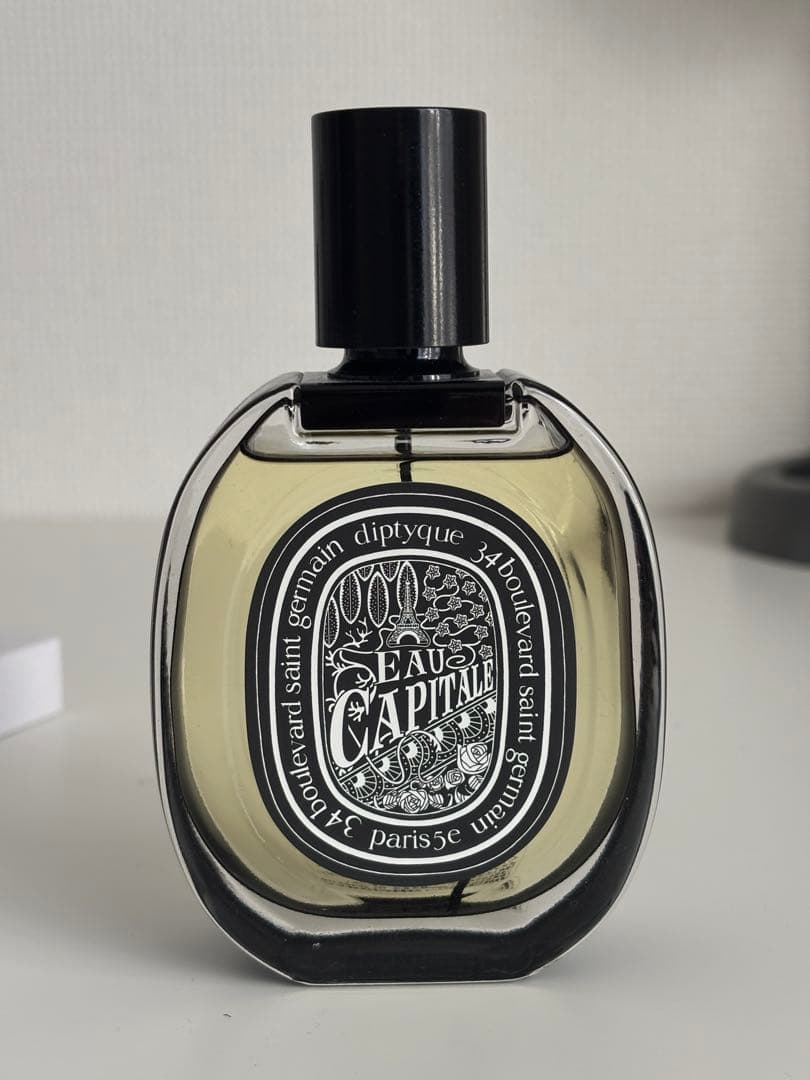 diptyque 34 boulevard saint germain paris5e 34 boulevard saint germain
EAU
CAPITALE